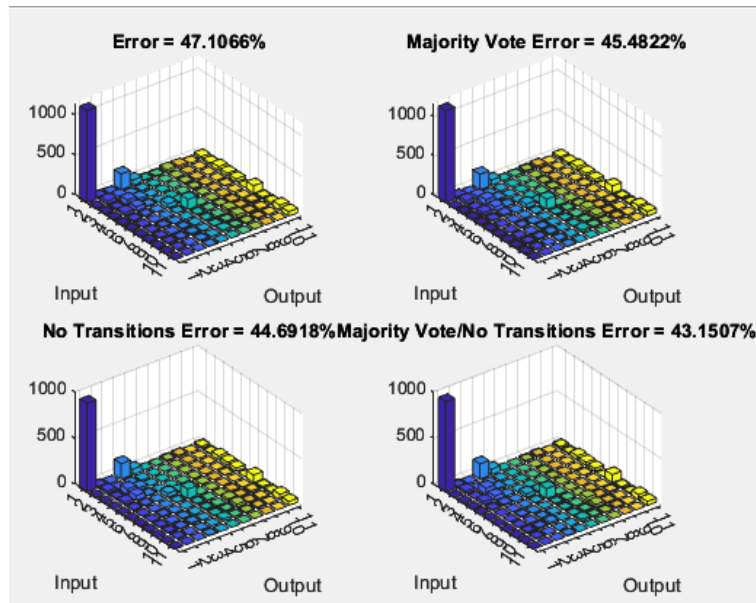 Error = 47.1066%
1000
500
0
Input
Output
Majority Vote Error = 45.4822%
1000
500
0
Input
Output
No Transitions Error = 44.6918%
1000
500
0
Input
Output
Majority Vote/No Transitions Error = 43.1507%
1000
500
0
Input
Output